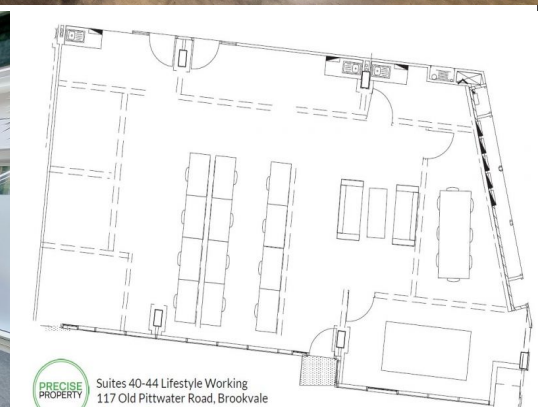 PRECISE
PROPERTY
Suites 40-44 Lifestyle Working
117 Old Pittwater Road, Brookvale